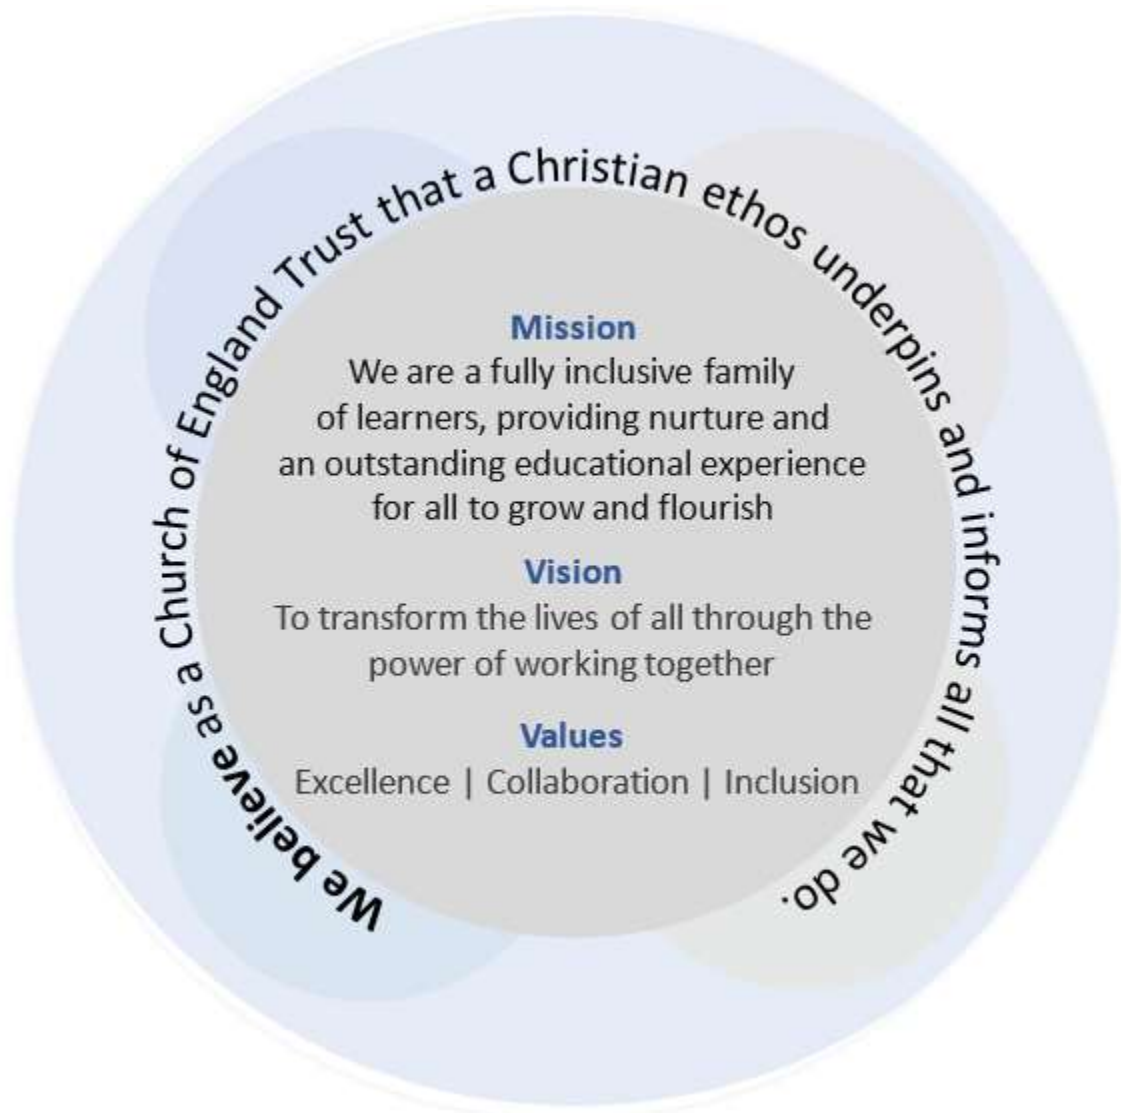 We believe as a Church of England Trust that a Christian ethos underpins and informs all that we do.
Mission
We are a fully inclusive family
of learners, providing nurture and
an outstanding educational experience
for all to grow and flourish
Vision
To transform the lives of all through the
power of working together
Values
Excellence | Collaboration | Inclusion